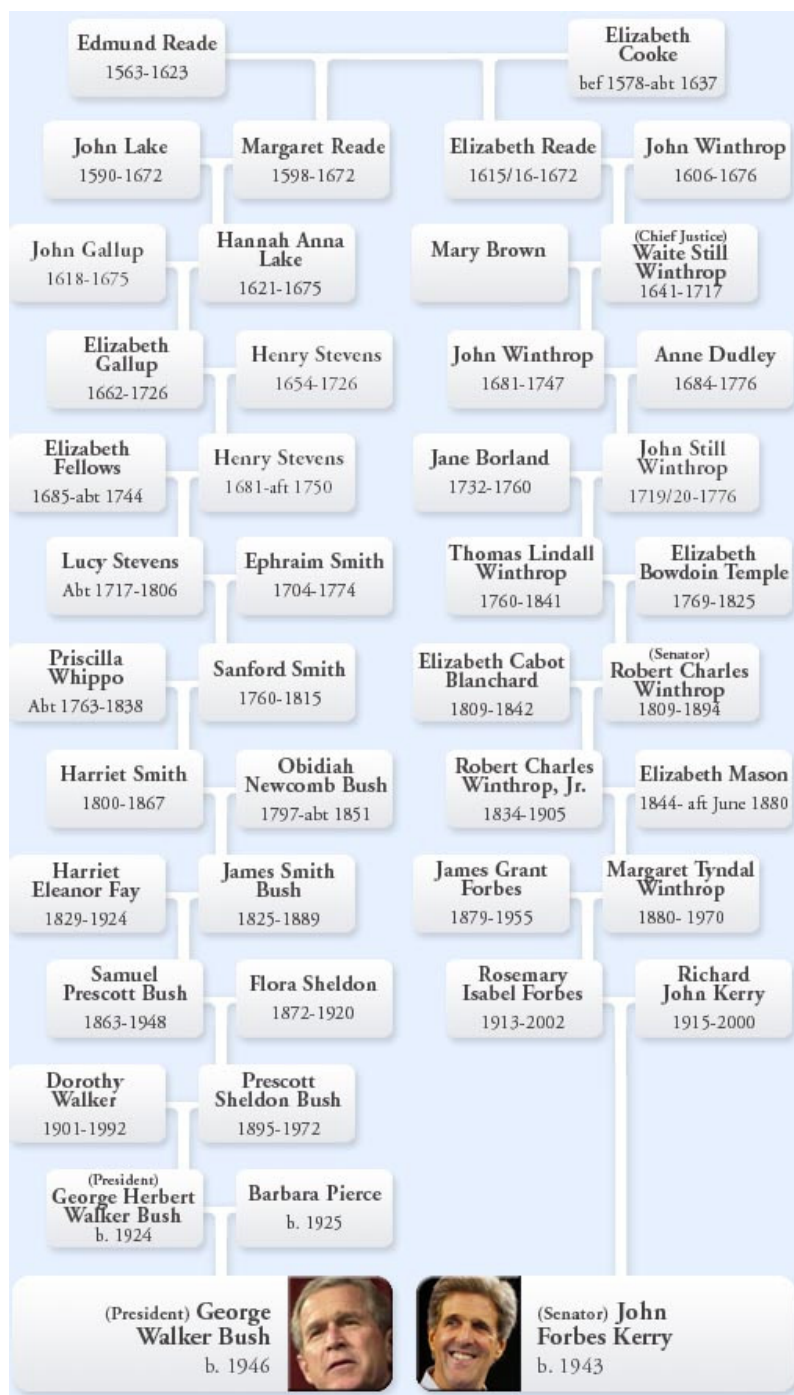 Edmund Reade
1563-1623
Elizabeth
Cooke
bef 1578-abt 1637
John Lake
1590-1672
Margaret Reade
1598-1672
Elizabeth Reade
1615/16-1672
John Winthrop
1606-1676
John Gallup
1618-1675
Hannah Anna
Lake
1621-1675
Mary Brown
(Chief Justice)
Waite Still
Winthrop
1641-1717
Elizabeth
Gallup
1662-1726
Henry Stevens
1654-1726
John Winthrop
1681-1747
Anne Dudley
1684-1776
Elizabeth
Fellows
1685-abt 1744
Henry Stevens
1681-aft 1750
Jane Borland
1732-1760
John Still
Winthrop
1719/20-1776
Lucy Stevens
Abt 1717-1806
Ephraim Smith
1704-1774
Thomas Lindall
Winthrop
1760-1841
Elizabeth
Bowdoin Temple
1769-1825
Priscilla
Whippo
Abt 1763-1838
Sanford Smith
1760-1815
Elizabeth Cabot
Blanchard
1809-1842
(Senator)
Robert Charles
Winthrop
1809-1894
Harriet Smith
1800-1867
Obidiah
Newcomb Bush
1797-abt 1851
Robert Charles
Winthrop, Jr.
1834-1905
Elizabeth Mason
1844- aft June 1880
Harriet
Eleanor Fay
1829-1924
James Smith
Bush
1825-1889
James Grant
Forbes
1879-1955
Margaret Tyndal
Winthrop
1880- 1970
Samuel
Prescott Bush
1863-1948
Flora Sheldon
1872-1920
Rosemary
Isabel Forbes
1913-2002
Richard
John Kerry
1915-2000
Dorothy
Walker
1901-1992
Prescott
Sheldon Bush
1895-1972
(President)
George Herbert
Walker Bush
b. 1924
Barbara Pierce
b. 1925
(President) George
Walker Bush
b. 1946
(Senator) John
Forbes Kerry
b. 1943